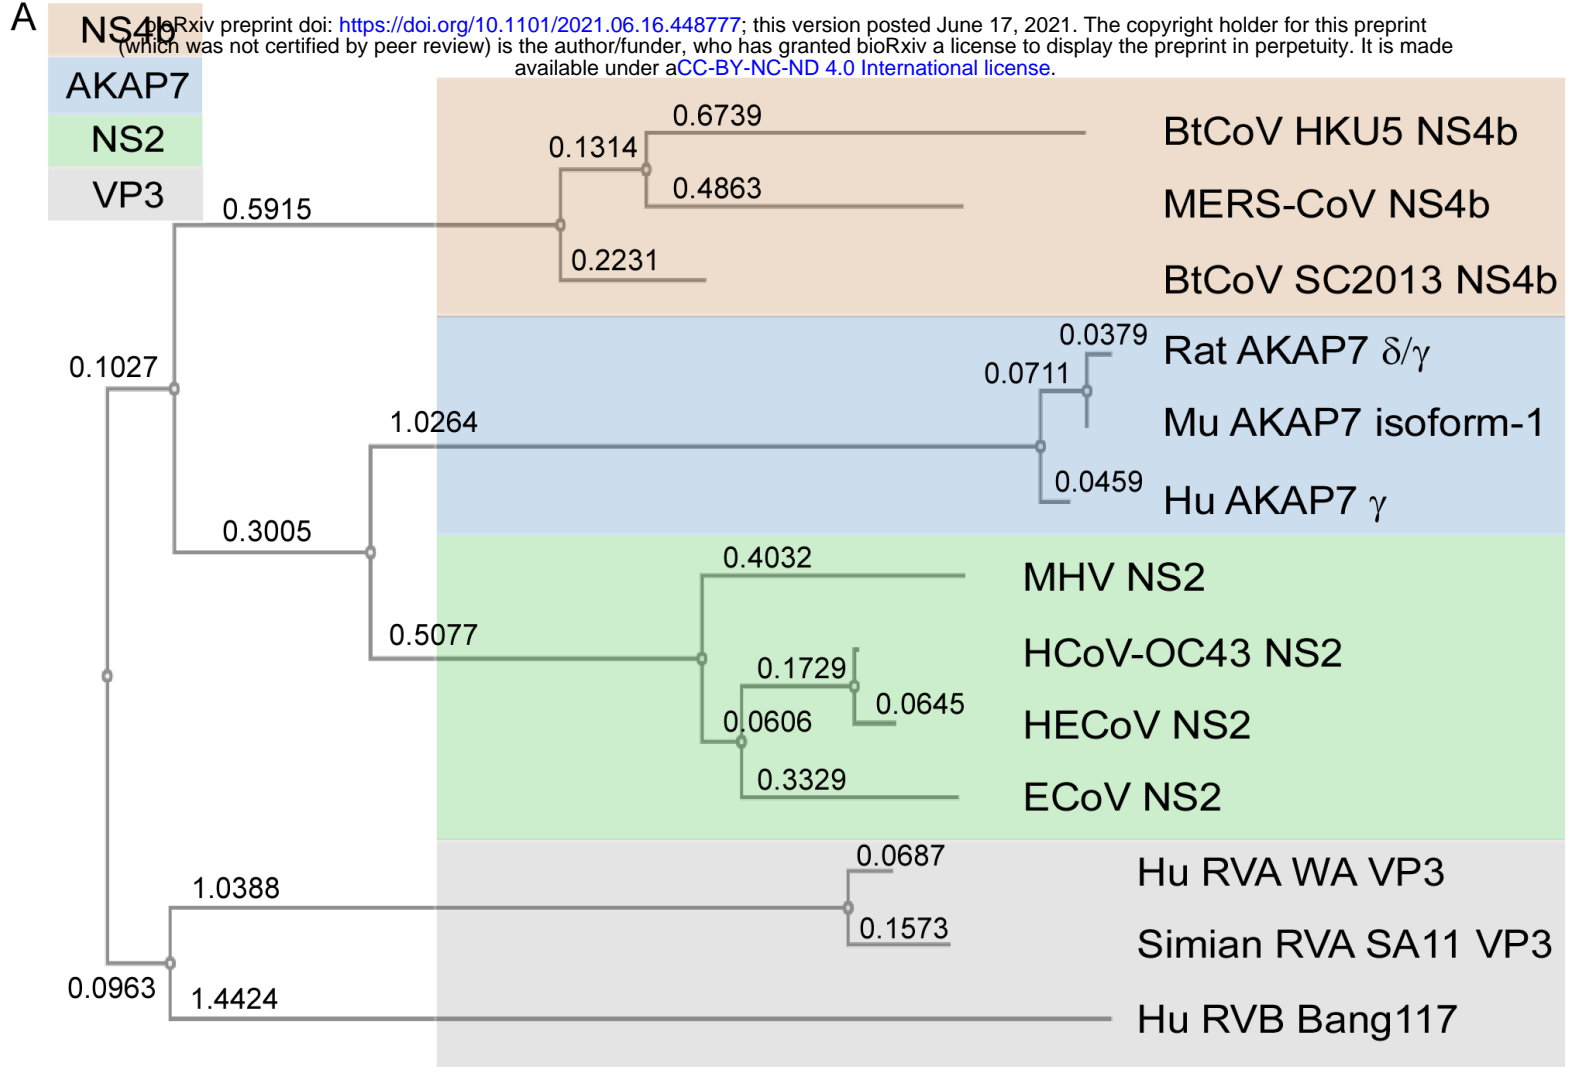 A
NS4b
bioRxiv preprint doi: https://doi.org/10.1101/2021.06.16.448777; this version posted June 17, 2021. The copyright holder for this preprint
(which was not certified by peer review) is the author/funder, who has granted bioRxiv a license to display the preprint in perpetuity. It is made
available under aCC-BY-NC-ND 4.0 International license.
AKAP7
NS2
VP3
0.6739
BtCoV HKU5 NS4b
0.1314
0.4863
MERS-CoV NS4b
0.5915
0.2231
BtCoV SC2013 NS4b
0.0379
Rat AKAP7 δ/γ
0.1027
0.0711
1.0264
Mu AKAP7 isoform-1
0.0459
Hu AKAP7 γ
0.3005
0.4032
MHV NS2
0.5077
HCoV-OC43 NS2
0.1729
0.0645
0.0606
HECoV NS2
0.3329
ECoV NS2
0.0687
Hu RVA WA VP3
1.0388
0.1573
Simian RVA SA11 VP3
0.0963
1.4424
Hu RVB Bang117